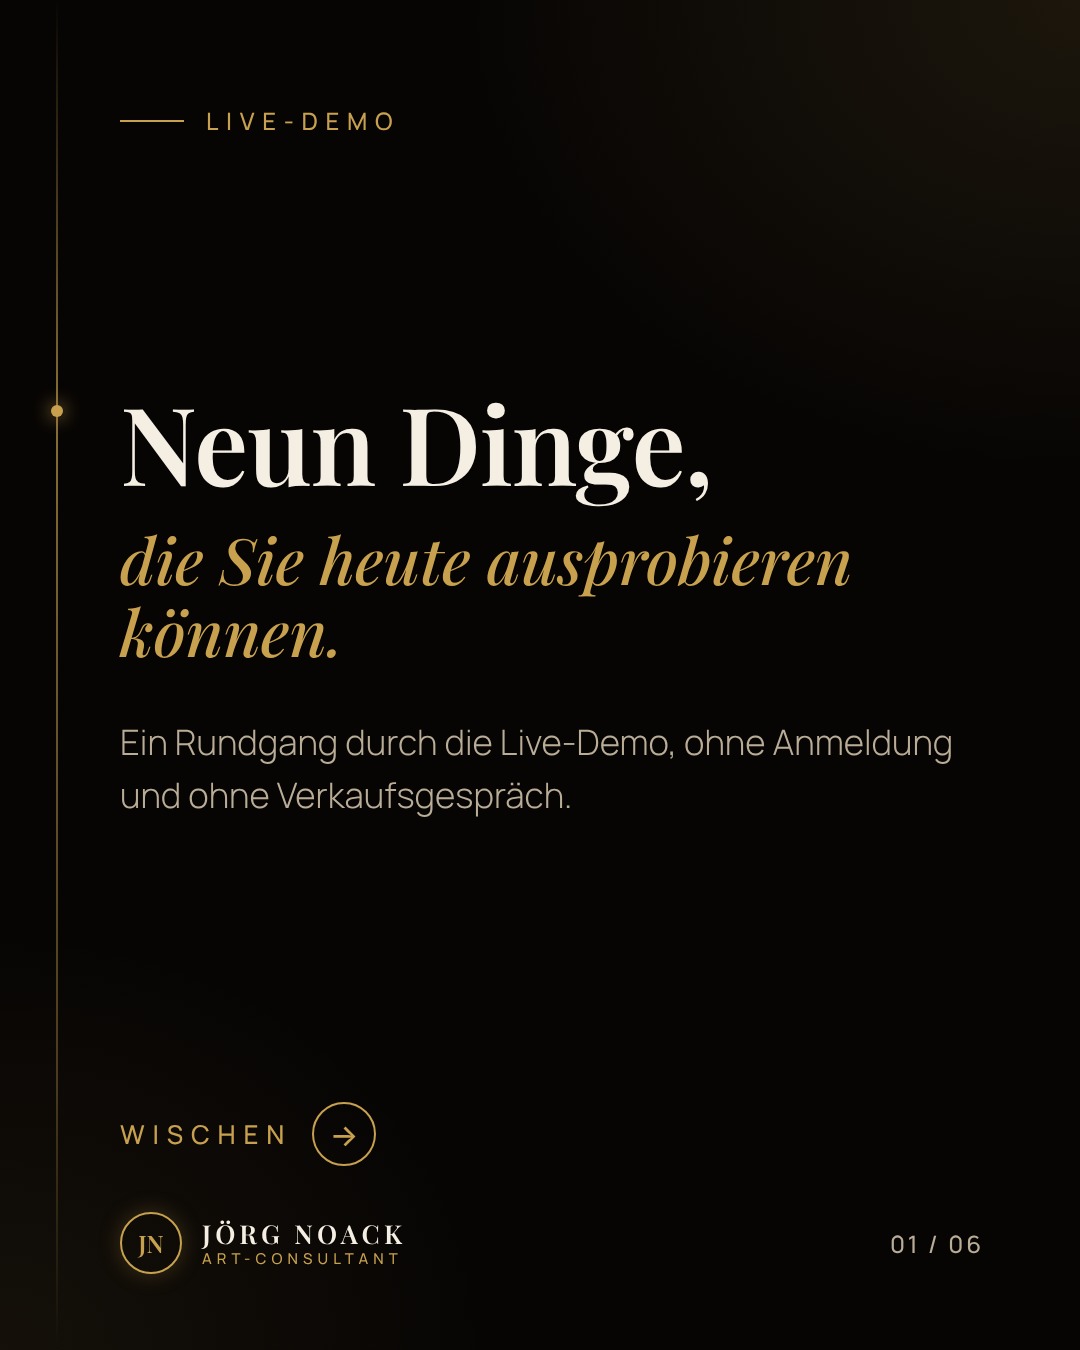 LIVE-DEMO
Neun Dinge,
die Sie heute ausprobieren
können.
Ein Rundgang durch die Live-Demo, ohne Anmeldung
und ohne Verkaufsgespräch.
WISCHEN →
JN
JÖRG NOACK
ART-CONSULTANT
01 / 06